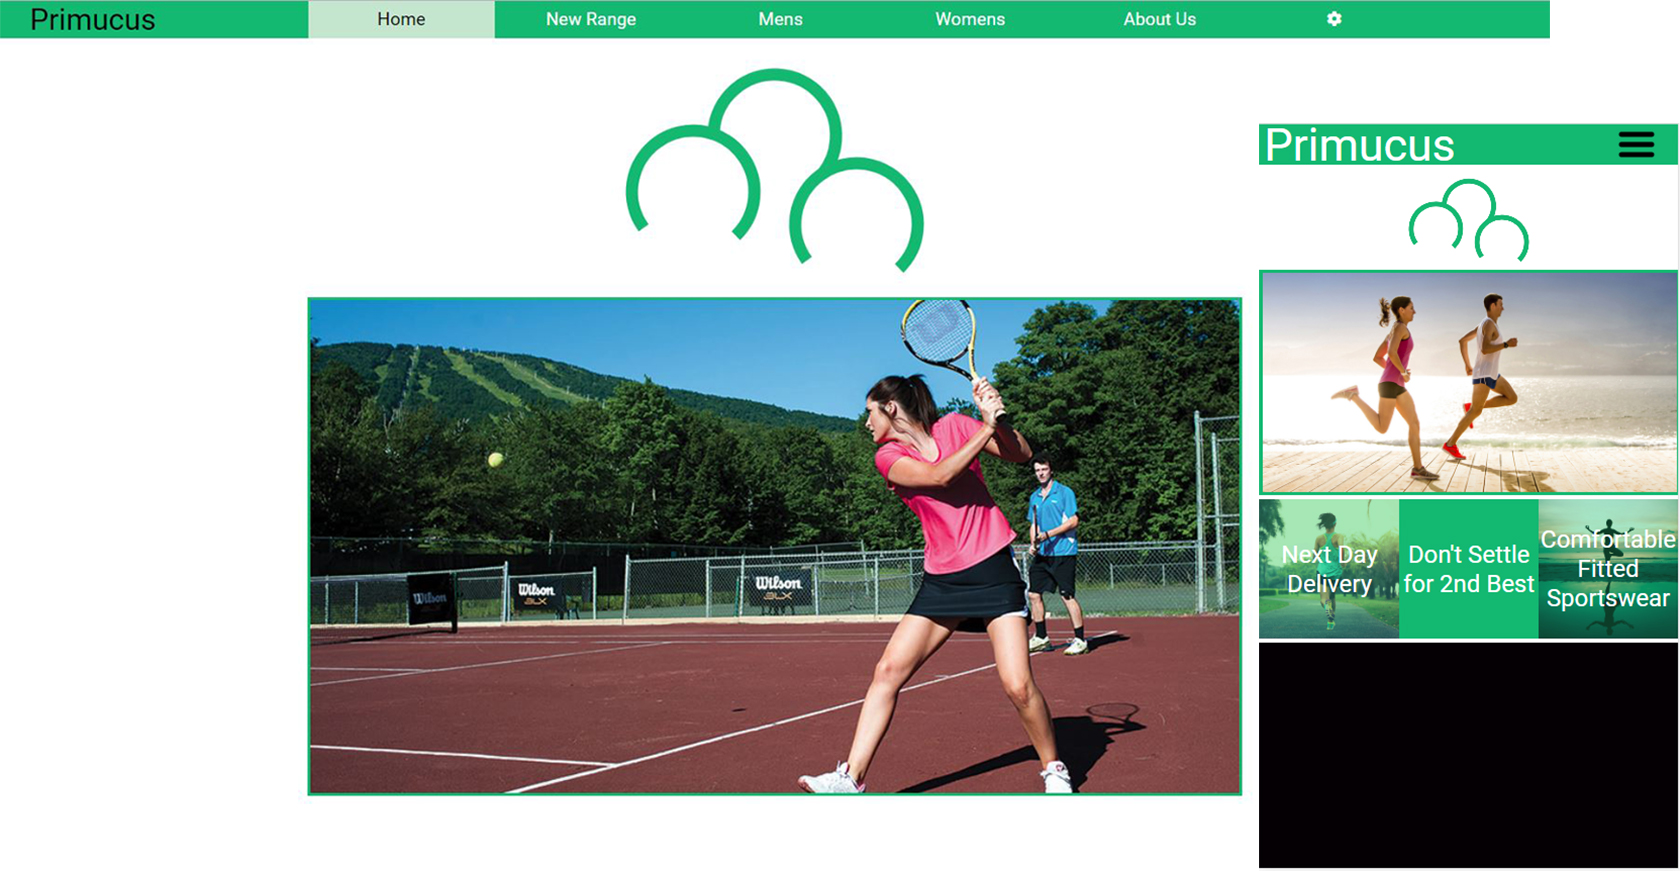 Primucus
Home
New Range
Mens
Womens
About Us
Wilson
Wilson
BLX
Wilson
BLX
Primucus
Next Day
Delivery
Don't Settle
for 2nd Best
Comfortable
Fitted
Sportswear